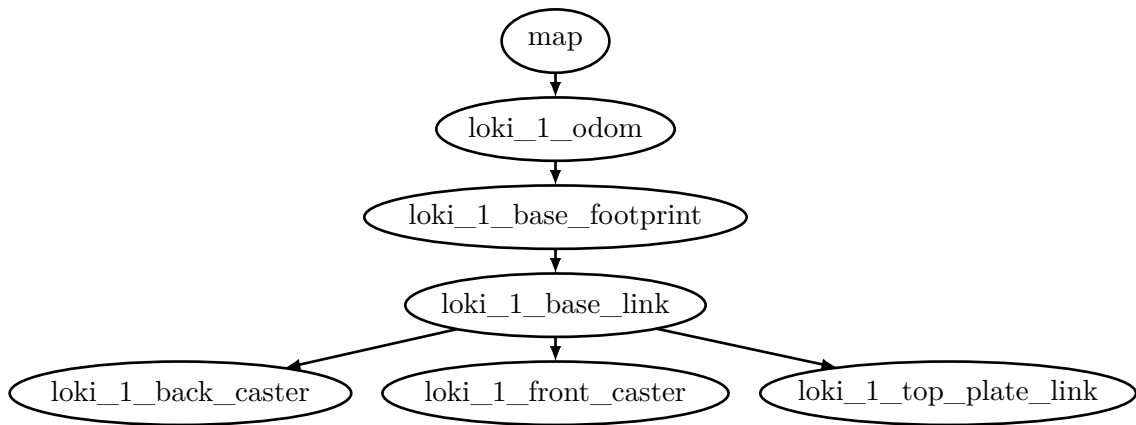 map
loki_1_odom
loki_1_base_footprint
loki_1_base_link
loki_1_back_caster
loki_1_front_caster
loki_1_top_plate_link